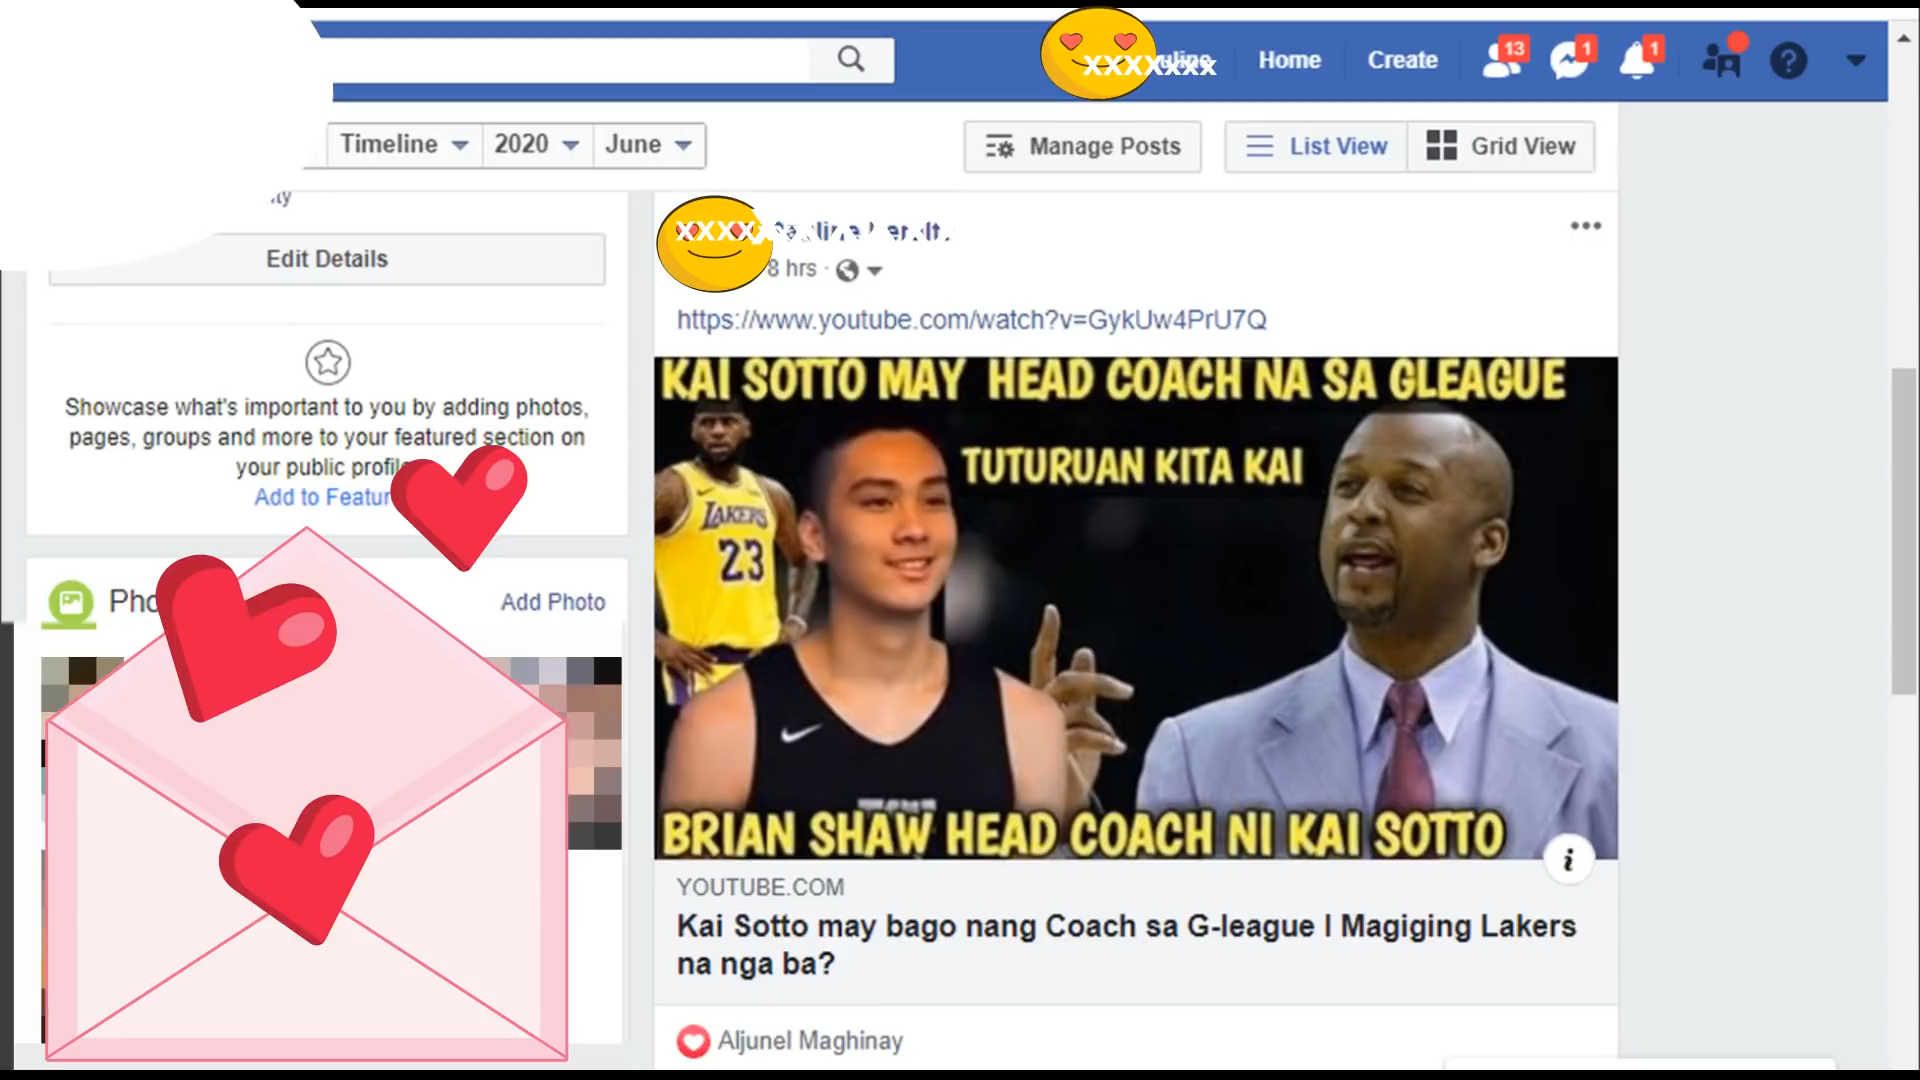 xxxxxxx
Home
Create
13
1
1
Timeline
2020
June
Manage Posts
List View
Grid View
Edit Details
8 hrs ·
https://www.youtube.com/watch?v=GykUw4PrU7Q
Showcase what's important to you by adding photos,
pages, groups and more to your featured section on
your public profile
Add to Featur
Add Photo
KAI SOTTO MAY HEAD COACH NA SA GLEAGUE
TUTURUAN KITA KAI
LAKERS
23
BRIAN SHAW HEAD COACH NI KAI SOTTO
i
YOUTUBE.COM
Kai Sotto may bago nang Coach sa G-league I Magiging Lakers
na nga ba?
Aljunel Maghinay